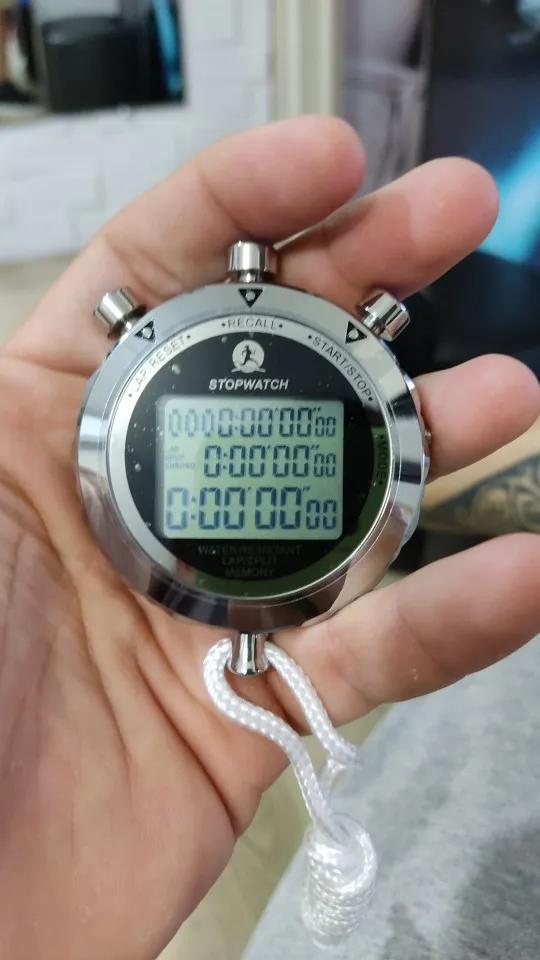 •RECALL•
•LAP/RESET•
•START/STOP•
STOPWATCH
0000:00'00"00
0:00'00"00
0:00'00"00
•MODE•
WATER RESISTANT
LAP/SPLIT
MEMORY